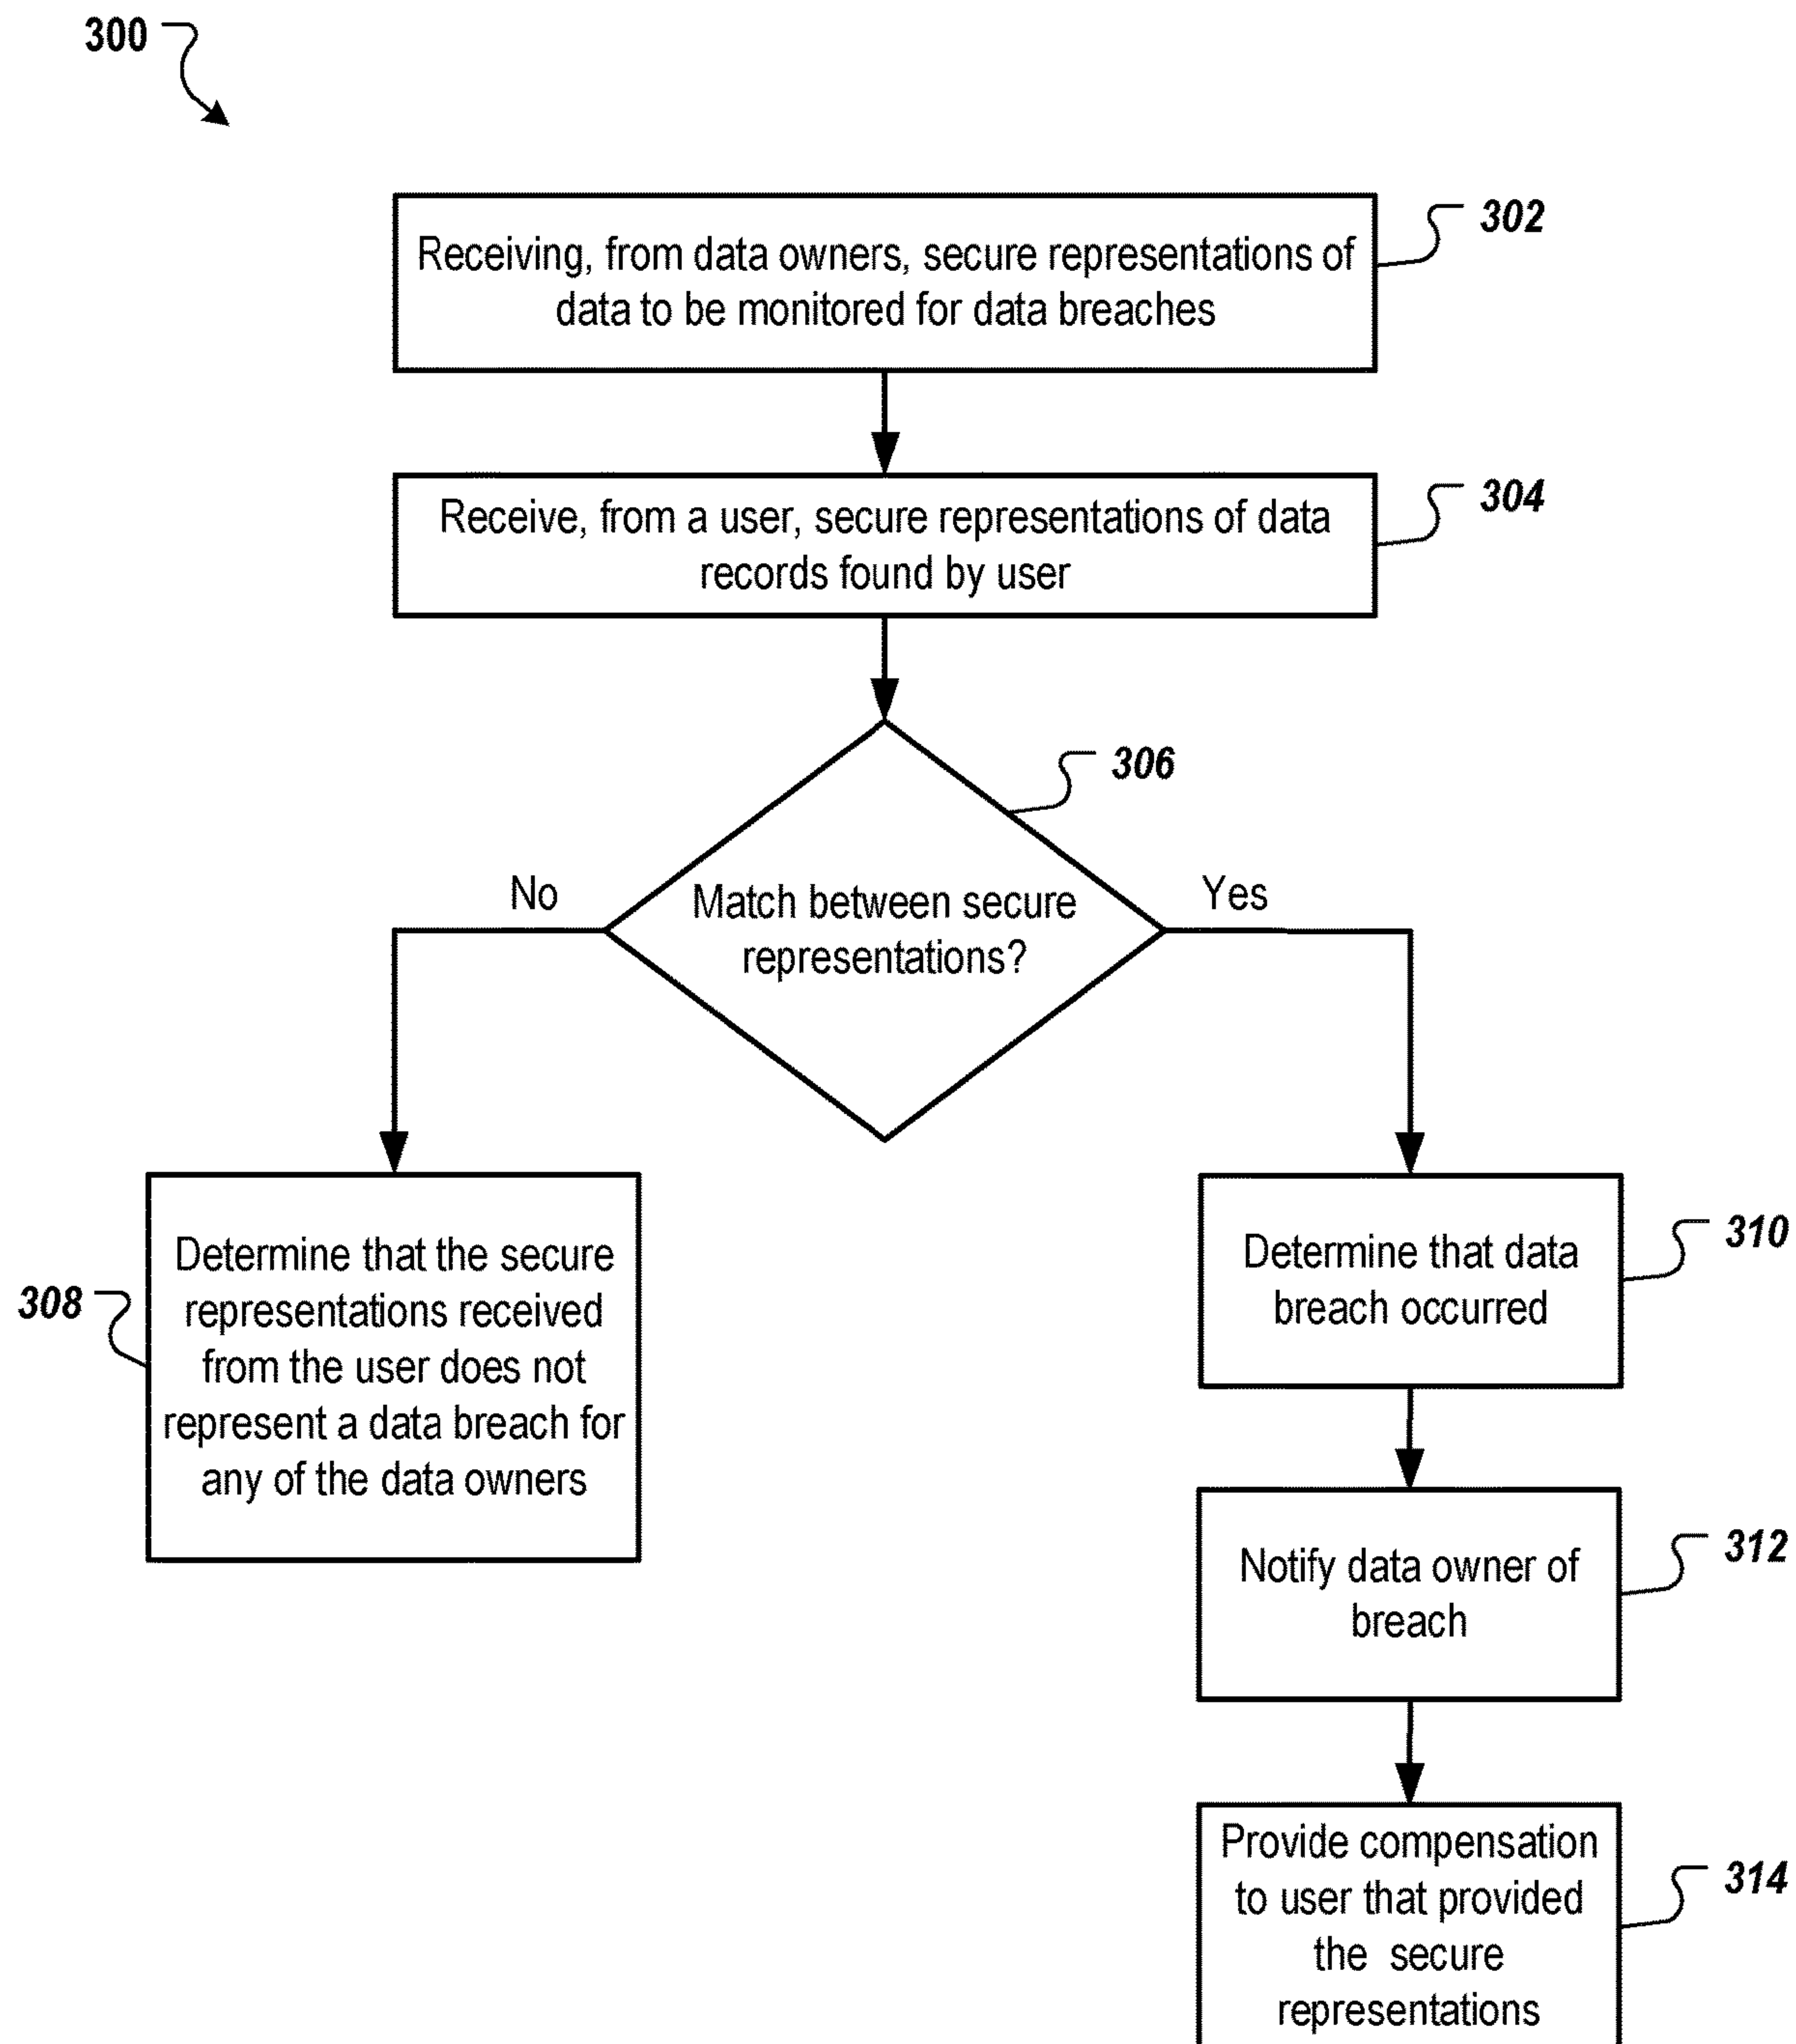 300
302
Receiving, from data owners, secure representations of
data to be monitored for data breaches
304
Receive, from a user, secure representations of data
records found by user
306
Match between secure
representations?
No
Yes
308
Determine that the secure
representations received
from the user does not
represent a data breach for
any of the data owners
310
Determine that data
breach occurred
312
Notify data owner of
breach
314
Provide compensation
to user that provided
the secure
representations